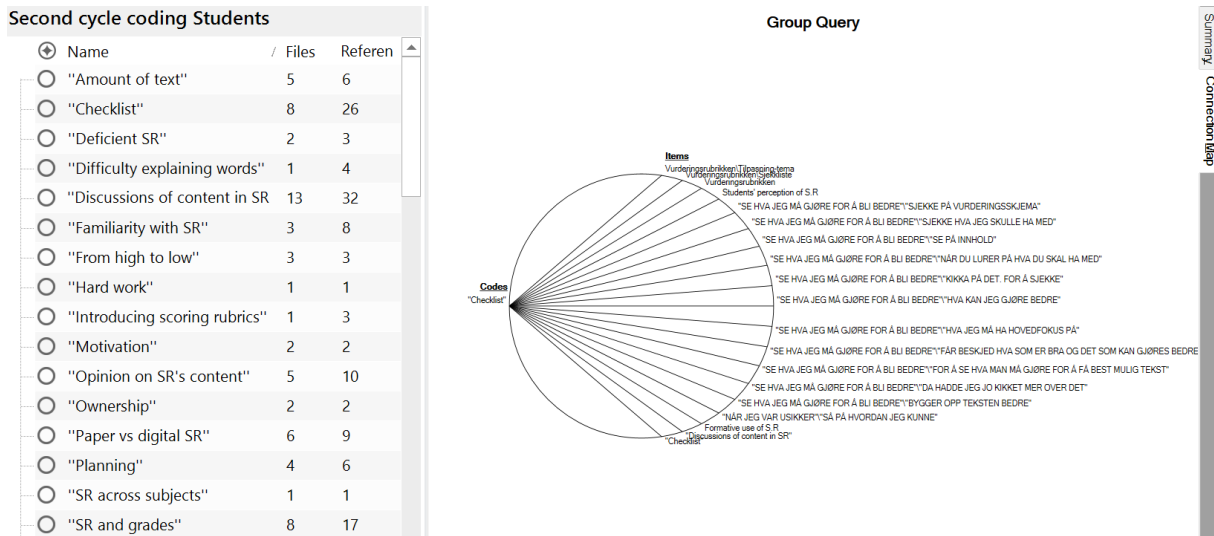 Second cycle coding Students
Name / Files Referen
"Amount of text" 5 6
"Checklist" 8 26
"Deficient SR" 2 3
"Difficulty explaining words" 1 4
"Discussions of content in SR 13 32
"Familiarity with SR" 3 8
"From high to low" 3 3
"Hard work" 1 1
"Introducing scoring rubrics" 1 3
"Motivation" 2 2
"Opinion on SR's content" 5 10
"Ownership" 2 2
"Paper vs digital SR" 6 9
"Planning" 4 6
"SR across subjects" 1 1
"SR and grades" 8 17
Group Query
Items
Vurderingsrubrikken\Tilpasning-tema
Vurderingsrubrikken\Sjekkliste
Vurderingsrubrikken
Students' perception of S.R
"SE HVA JEG MÅ GJØRE FOR Å BLI BEDRE"\"SJEKKE PÅ VURDERINGSSKJEMA"
"SE HVA JEG MÅ GJØRE FOR Å BLI BEDRE"\"SJEKKE HVA JEG SKULLE HA MED"
"SE HVA JEG MÅ GJØRE FOR Å BLI BEDRE"\"SE PÅ INNHOLD"
"SE HVA JEG MÅ GJØRE FOR Å BLI BEDRE"\"NÅR DU LURER PÅ HVA DU SKAL HA MED"
"SE HVA JEG MÅ GJØRE FOR Å BLI BEDRE"\"KIKKA PÅ DET. FOR Å SJEKKE"
"SE HVA JEG MÅ GJØRE FOR Å BLI BEDRE"\"HVA KAN JEG GJØRE BEDRE"
"SE HVA JEG MÅ GJØRE FOR Å BLI BEDRE"\"HVA JEG MÅ HA HOVEDFOKUS PÅ"
"SE HVA JEG MÅ GJØRE FOR Å BLI BEDRE"\"FÅR BESKJED HVA SOM ER BRA OG DET SOM KAN GJØRES BEDRE
"SE HVA JEG MÅ GJØRE FOR Å BLI BEDRE"\"FOR Å SE HVA MAN MÅ GJØRE FOR Å FÅ BEST MULIG TEKST"
"SE HVA JEG MÅ GJØRE FOR Å BLI BEDRE"\"DA HADDE JEG JO KIKKET MER OVER DET"
"SE HVA JEG MÅ GJØRE FOR Å BLI BEDRE"\"BYGGER OPP TEKSTEN BEDRE"
"NÅR JEG VAR USIKKER"\"SÅ PÅ HVORDAN JEG KUNNE"
Formative use of S.R
"Discussions of content in SR"
"Checklist"
Codes
"Checklist"
Summary
Connection Map